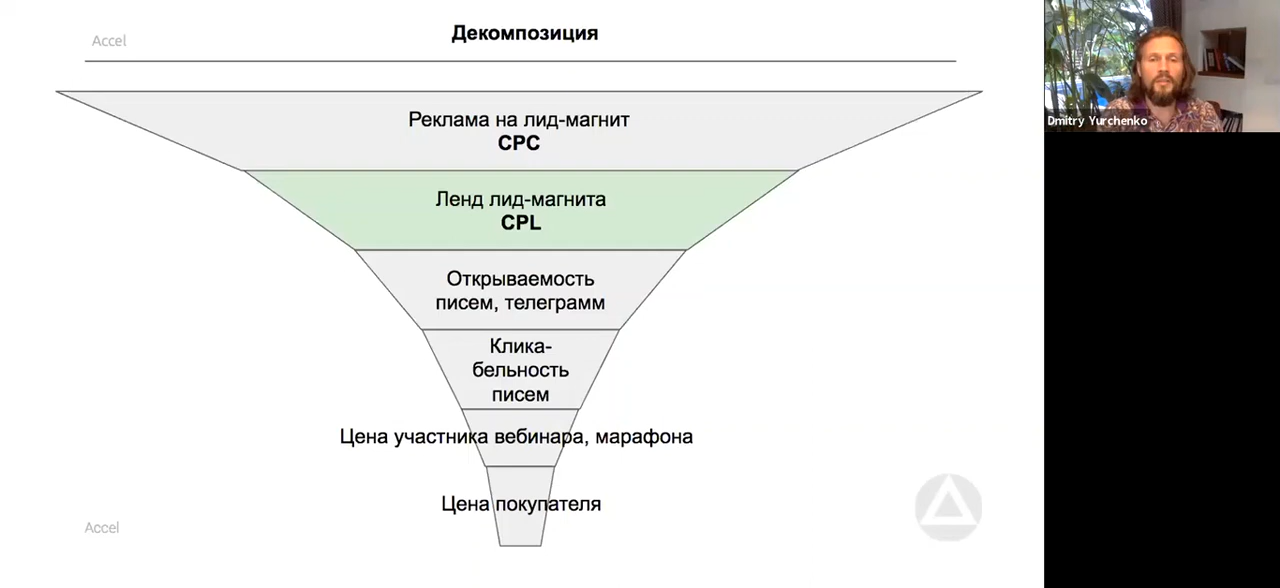 Accel
Декомпозиция
Реклама на лид-магнит
CPC
Ленд лид-магнита
CPL
Открываемость
писем, телеграмм
Клика-
бельность
писем
Цена участника вебинара, марафона
Цена покупателя
Accel
Dmitry Yurchenko